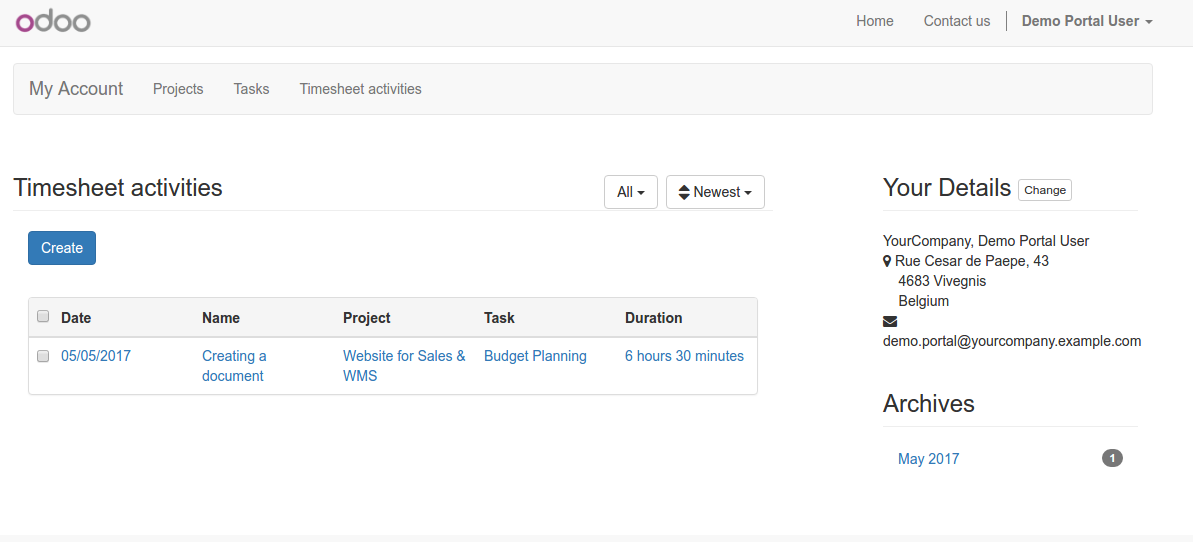 odoo
Home Contact us Demo Portal User
My Account Projects Tasks Timesheet activities
Timesheet activities
All Newest
Create
Date Name Project Task Duration
05/05/2017 Creating a document Website for Sales & WMS Budget Planning 6 hours 30 minutes
Your Details Change
YourCompany, Demo Portal User
Rue Cesar de Paepe, 43
4683 Vivegnis
Belgium
demo.portal@yourcompany.example.com
Archives
May 2017 1